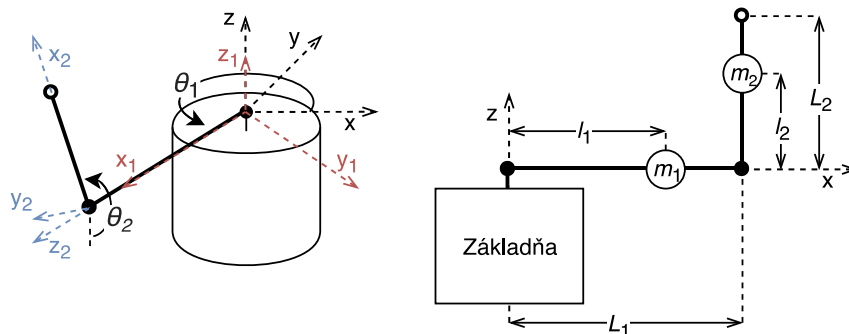 z
y
z₁
θ₁
x₂
x
x₁
y₁
y₂
θ₂
z₂
z
l₁
m₁
m₂
l₂
L₂
x
Základňa
L₁